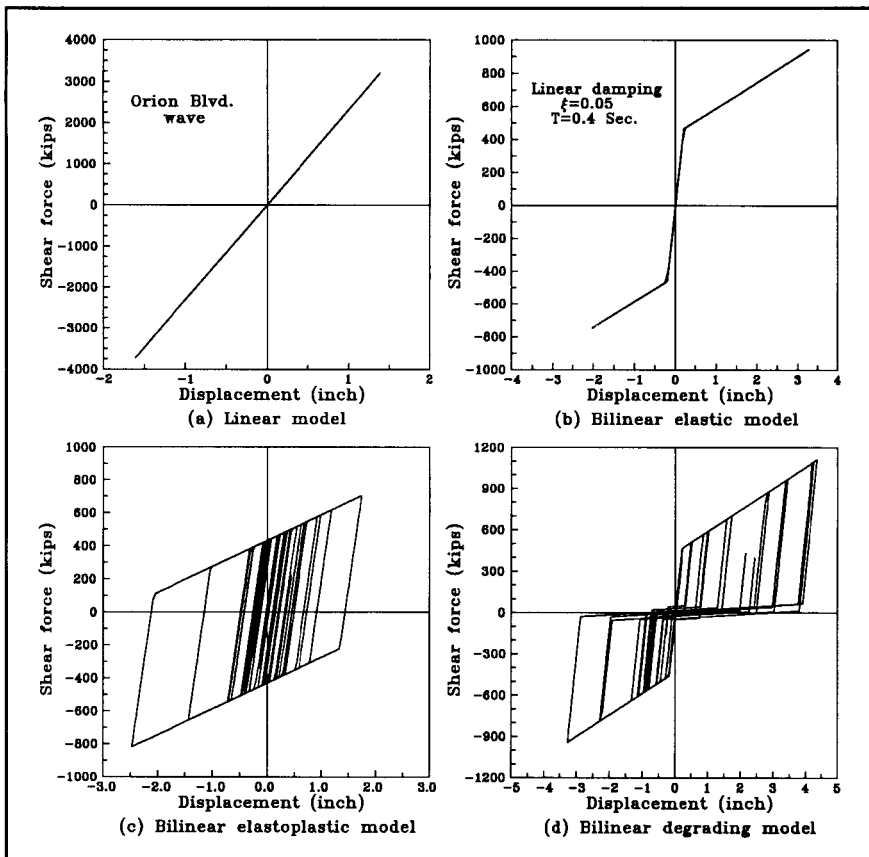 4000
3000
2000
1000
0
−1000
−2000
−3000
−4000
Shear force (kips)
Orion Blvd.
wave
−2 −1 0 1 2
Displacement (inch)
(a) Linear model
1000
800
600
400
200
0
−200
−400
−600
−800
−1000
Shear force (kips)
Linear damping
ξ=0.05
T=0.4 Sec.
−4 −3 −2 −1 0 1 2 3 4
Displacement (inch)
(b) Bilinear elastic model
1000
800
600
400
200
0
−200
−400
−600
−800
−1000
Shear force (kips)
−3.0 −2.0 −1.0 0.0 1.0 2.0 3.0
Displacement (inch)
(c) Bilinear elastoplastic model
1200
900
600
300
0
−300
−600
−900
−1200
Shear force (kips)
−5 −4 −3 −2 −1 0 1 2 3 4 5
Displacement (inch)
(d) Bilinear degrading model